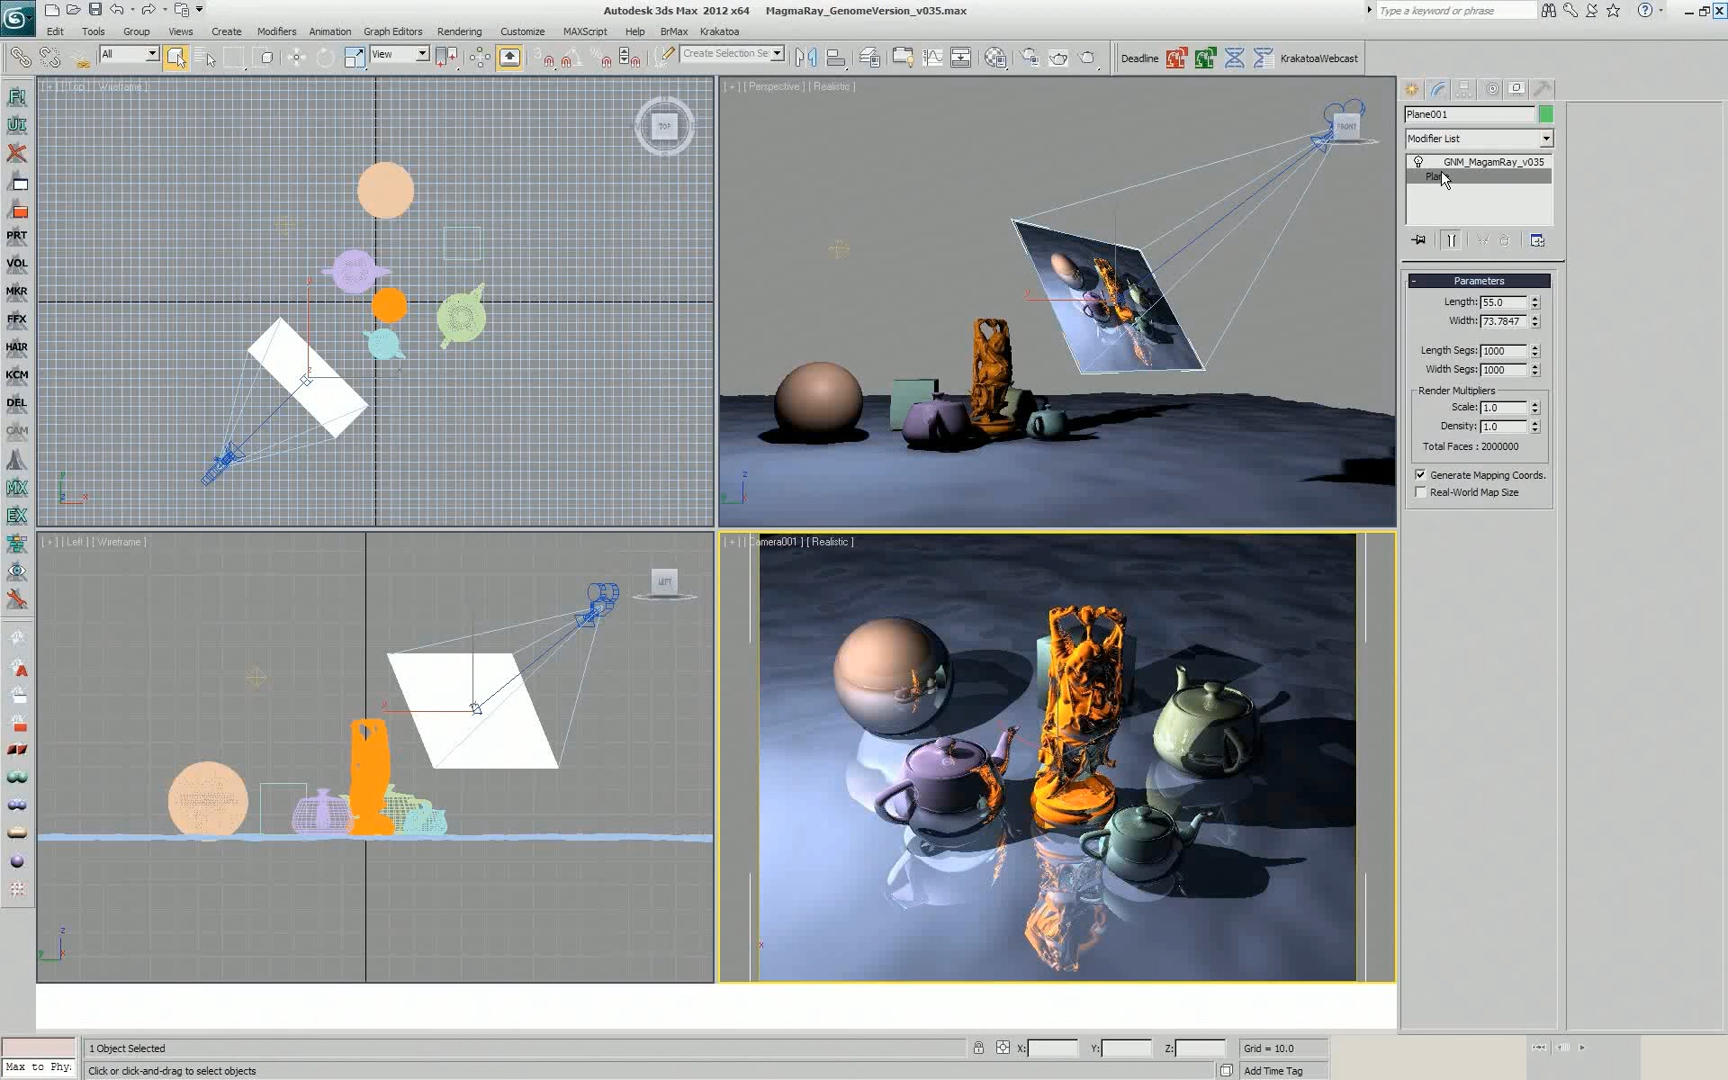 Autodesk 3ds Max 2012 x64 MagmaRay_GenomeVersion_v035.max
Type a keyword or phrase
Edit Tools Group Views Create Modifiers Animation Graph Editors Rendering Customize MAXScript Help BrMax Krakatoa
All View Create Selection Se Deadline KrakatoaWebcast
[ + ] [ Top ] [ Wireframe ]
TOP
[ + ] [ Perspective ] [ Realistic ]
FRONT
[ + ] [ Left ] [ Wireframe ]
LEFT
[ + ] [ Camera001 ] [ Realistic ]
F!
UI
PRT
VOL
MKR
FFX
HAIR
KCM
DEL
CAM
MX
EX
Plane001
Modifier List
GNM_MagamRay_v035
Parameters
Length: 55.0
Width: 73.7847
Length Segs: 1000
Width Segs: 1000
Render Multipliers
Scale: 1.0
Density: 1.0
Total Faces : 2000000
Generate Mapping Coords.
Real-World Map Size
1 Object Selected X: Y: Z: Grid = 10.0
Max to Phy. Click or click-and-drag to select objects Add Time Tag